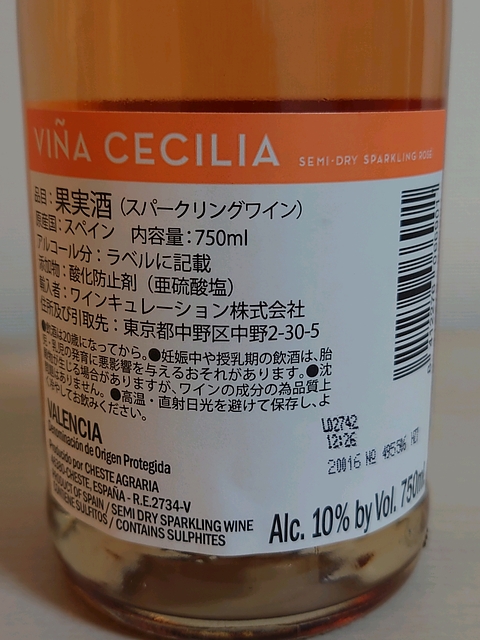 VIÑA CECILIA SEMI-DRY SPARKLING ROSÉ
品目：果実酒（スパークリングワイン）
原産国：スペイン 内容量：750ml
アルコール分：ラベルに記載
添加物：酸化防止剤（亜硫酸塩）
輸入者：ワインキュレーション株式会社
住所及び引取先：東京都中野区中野2-30-5
●飲酒は20歳になってから。●妊娠中や授乳期の飲酒は、胎
児・乳児の発育に悪影響を与えるおそれがあります。●沈
殿物が生じる場合がありますが、ワインの成分の為品質上
問題はありません。●高温・直射日光を避けて保存し、よ
く冷やしてお飲みください。
VALENCIA
Denominación de Origen Protegida
Producido por CHESTE AGRARIA
CHESTE, ESPAÑA - R.E.2734-V
PRODUCT OF SPAIN / SEMI DRY SPARKLING WINE
CONTIENE SULFITOS / CONTAINS SULPHITES
L02742
12:26
20016 Nº
Alc. 10% by Vol. 750ml